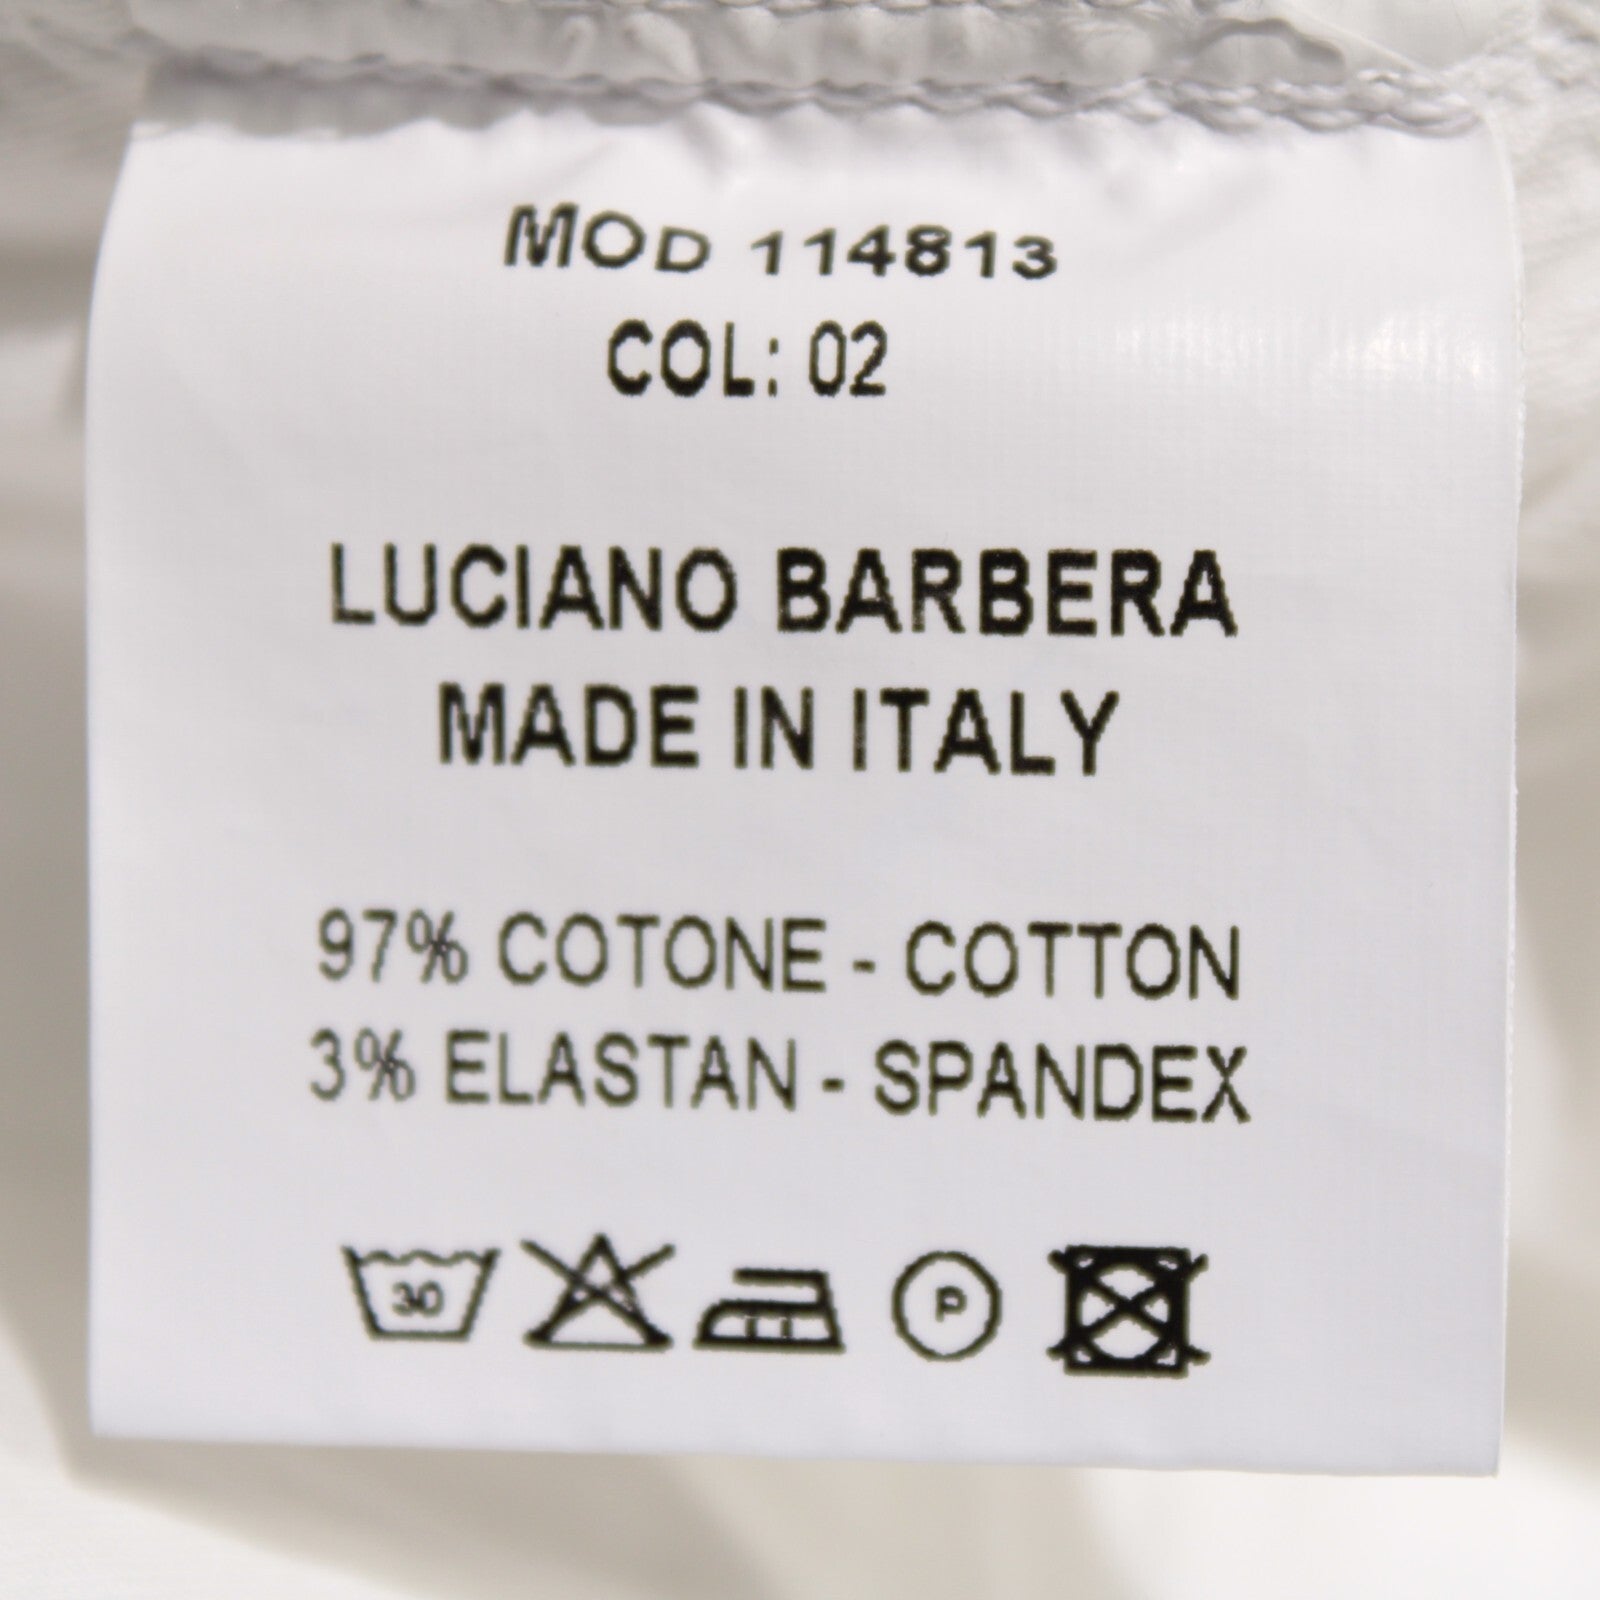 MOD 114813
COL: 02
LUCIANO BARBERA
MADE IN ITALY
97% COTONE - COTTON
3% ELASTAN - SPANDEX
30 P